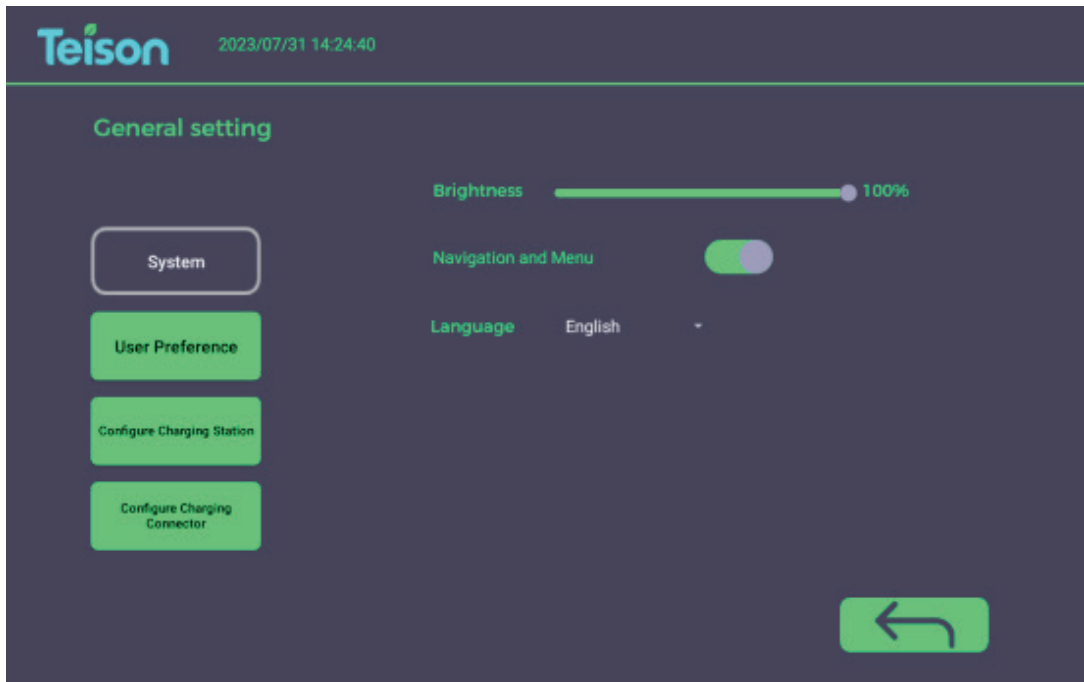 Teison
2023/07/31 14:24:40
General setting
Brightness 100%
System
Navigation and Menu
Language English
User Preference
Configure Charging Station
Configure Charging
Connector